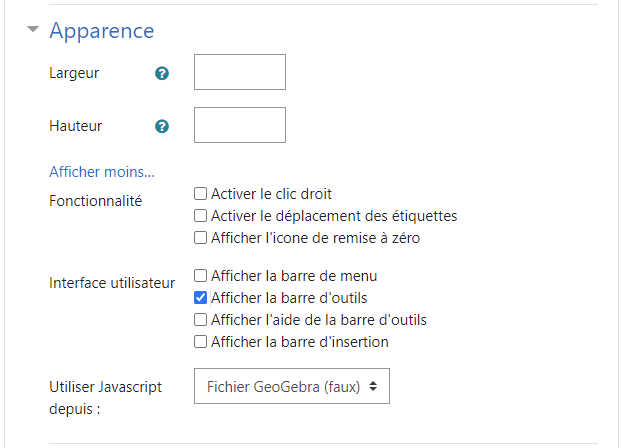 Apparence
Largeur
Hauteur
Afficher moins...
Fonctionnalité
Activer le clic droit
Activer le déplacement des étiquettes
Afficher l'icone de remise à zéro
Interface utilisateur
Afficher la barre de menu
Afficher la barre d'outils
Afficher l'aide de la barre d'outils
Afficher la barre d'insertion
Utiliser Javascript
depuis :
Fichier GeoGebra (faux)